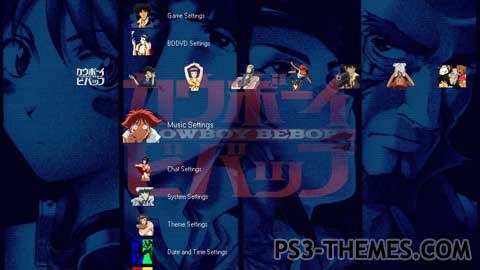 Game Settings
BDDVD Settings
カウボーイ
ビバップ
カウボーイ
Music Settings
COWBOY BEBOP
ビバップ
Chat Settings
System Settings
Theme Settings
Date and Time Settings
PS3-THEMES.COM